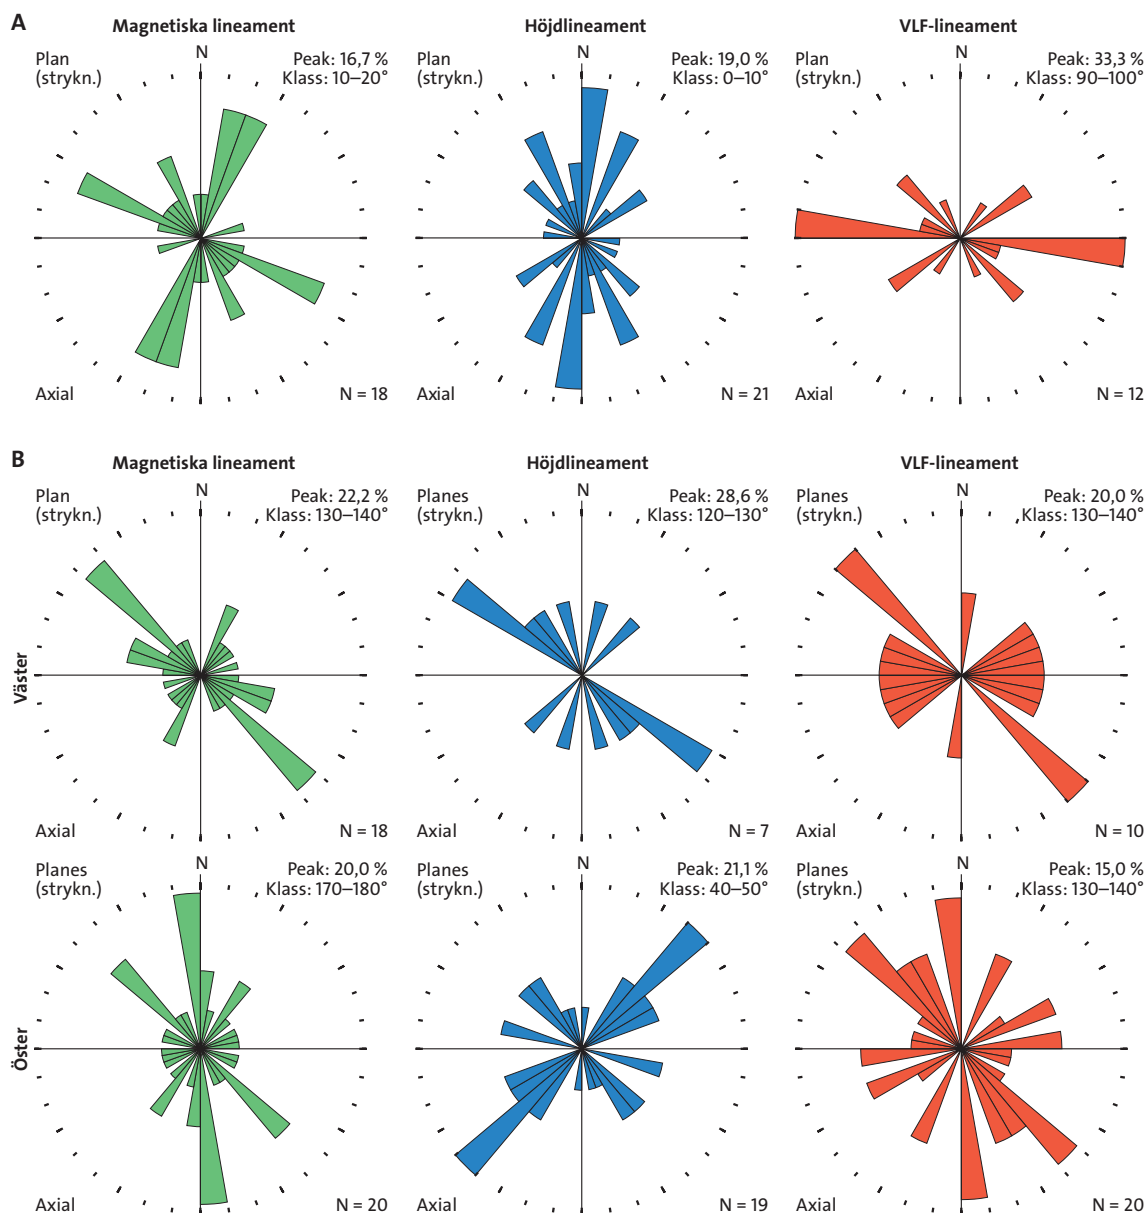 A
Magnetiska lineament
Plan
(strykn.)
N
Peak: 16,7 %
Klass: 10–20°
Axial
N = 18
Höjdlineament
Plan
(strykn.)
N
Peak: 19,0 %
Klass: 0–10°
Axial
N = 21
VLF-lineament
Plan
(strykn.)
N
Peak: 33,3 %
Klass: 90–100°
Axial
N = 12
B
Väster
Magnetiska lineament
Plan
(strykn.)
N
Peak: 22,2 %
Klass: 130–140°
Axial
N = 18
Höjdlineament
Planes
(strykn.)
N
Peak: 28,6 %
Klass: 120–130°
Axial
N = 7
VLF-lineament
Planes
(strykn.)
N
Peak: 20,0 %
Klass: 130–140°
Axial
N = 10
Öster
Planes
(strykn.)
N
Peak: 20,0 %
Klass: 170–180°
Axial
N = 20
Planes
(strykn.)
N
Peak: 21,1 %
Klass: 40–50°
Axial
N = 19
Planes
(strykn.)
N
Peak: 15,0 %
Klass: 130–140°
Axial
N = 20